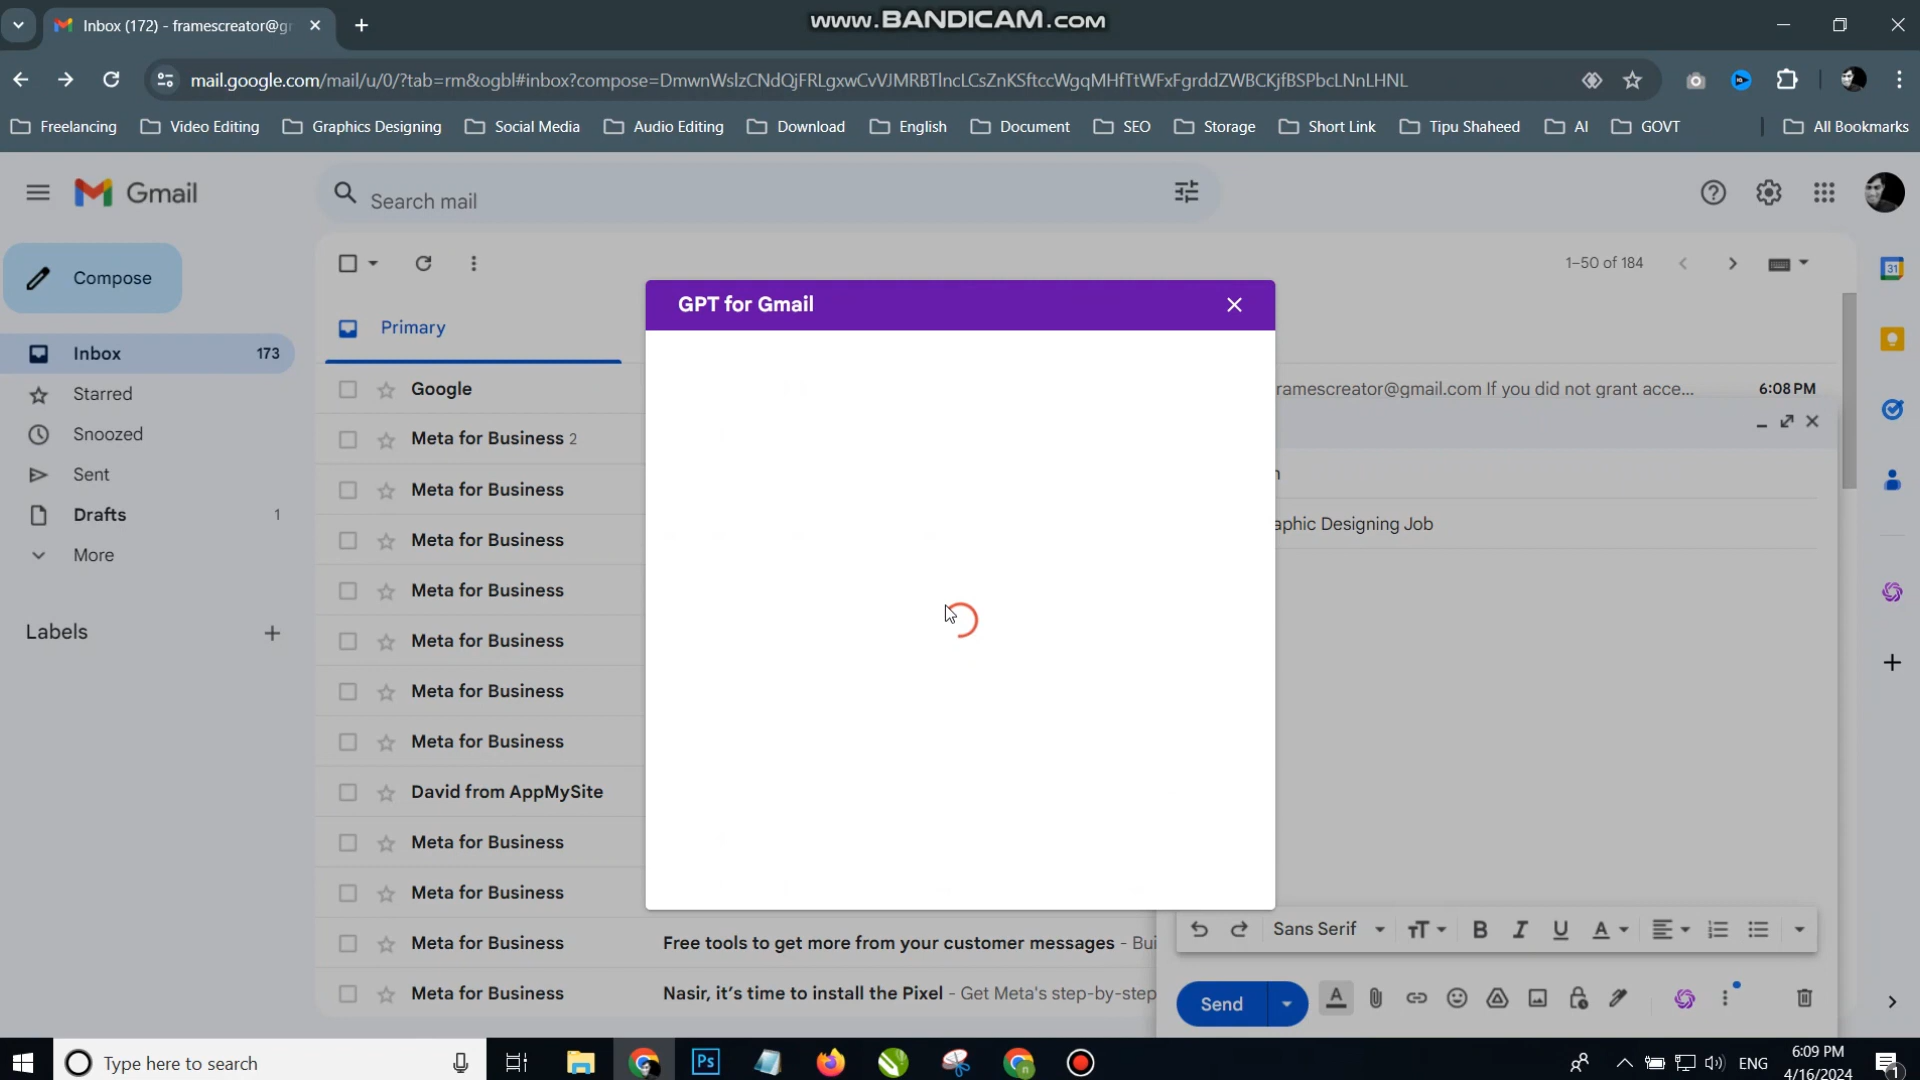 Inbox (172) - framescreator@gr
www.BANDICAM.com
mail.google.com/mail/u/0/?tab=rm&ogbl#inbox?compose=DmwnWslzCNdQjFRLgxwCvVJMRBTlncLCsZnKSftccWgqMHfTtWFxFgrddZWBCKjfBSPbcLNnLHNL
Freelancing
Video Editing
Graphics Designing
Social Media
Audio Editing
Download
English
Document
SEO
Storage
Short Link
Tipu Shaheed
AI
GOVT
All Bookmarks
Gmail
Search mail
Compose
1–50 of 184
GPT for Gmail
Primary
Inbox 173
Starred
Snoozed
Sent
Drafts 1
More
Labels
Google
ramescreator@gmail.com If you did not grant acce... 6:08 PM
Meta for Business 2
Meta for Business
aphic Designing Job
Meta for Business
Meta for Business
Meta for Business
Meta for Business
Meta for Business
David from AppMySite
Meta for Business
Meta for Business
Meta for Business Free tools to get more from your customer messages - Bui
Meta for Business Nasir, it's time to install the Pixel - Get Meta's step-by-step
Sans Serif
Send
31
Type here to search
Ps
ENG
6:09 PM
4/16/2024
1